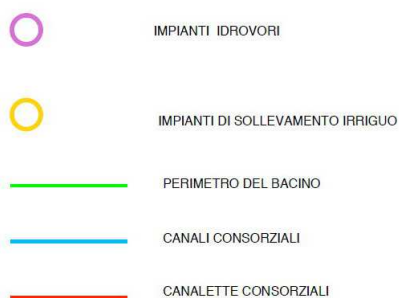 IMPIANTI IDROVORI
IMPIANTI DI SOLLEVAMENTO IRRIGUO
PERIMETRO DEL BACINO
CANALI CONSORZIALI
CANALETTE CONSORZIALI